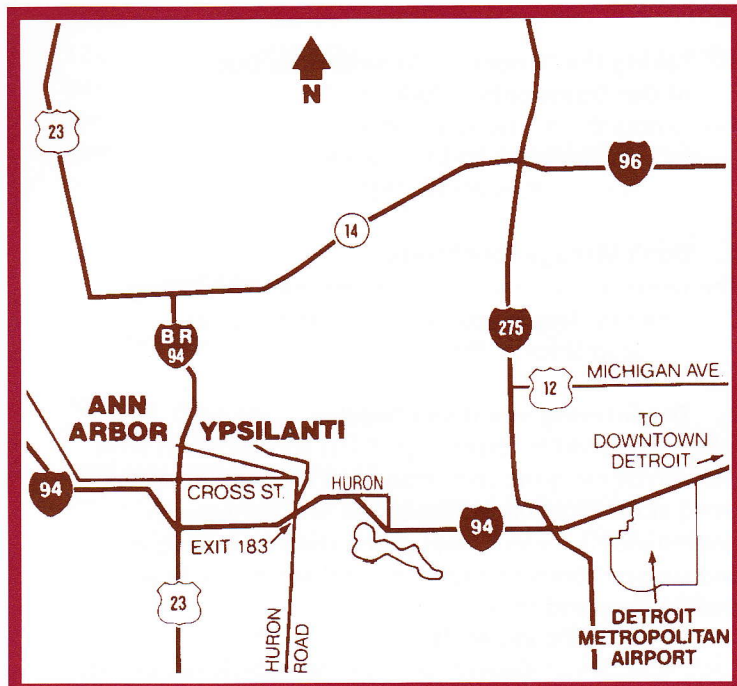 N
23
96
14
BR
94
275
12
MICHIGAN AVE.
ANN
ARBOR
YPSILANTI
TO
DOWNTOWN
DETROIT
94
CROSS ST.
HURON
94
EXIT 183
23
HURON
ROAD
DETROIT
METROPOLITAN
AIRPORT